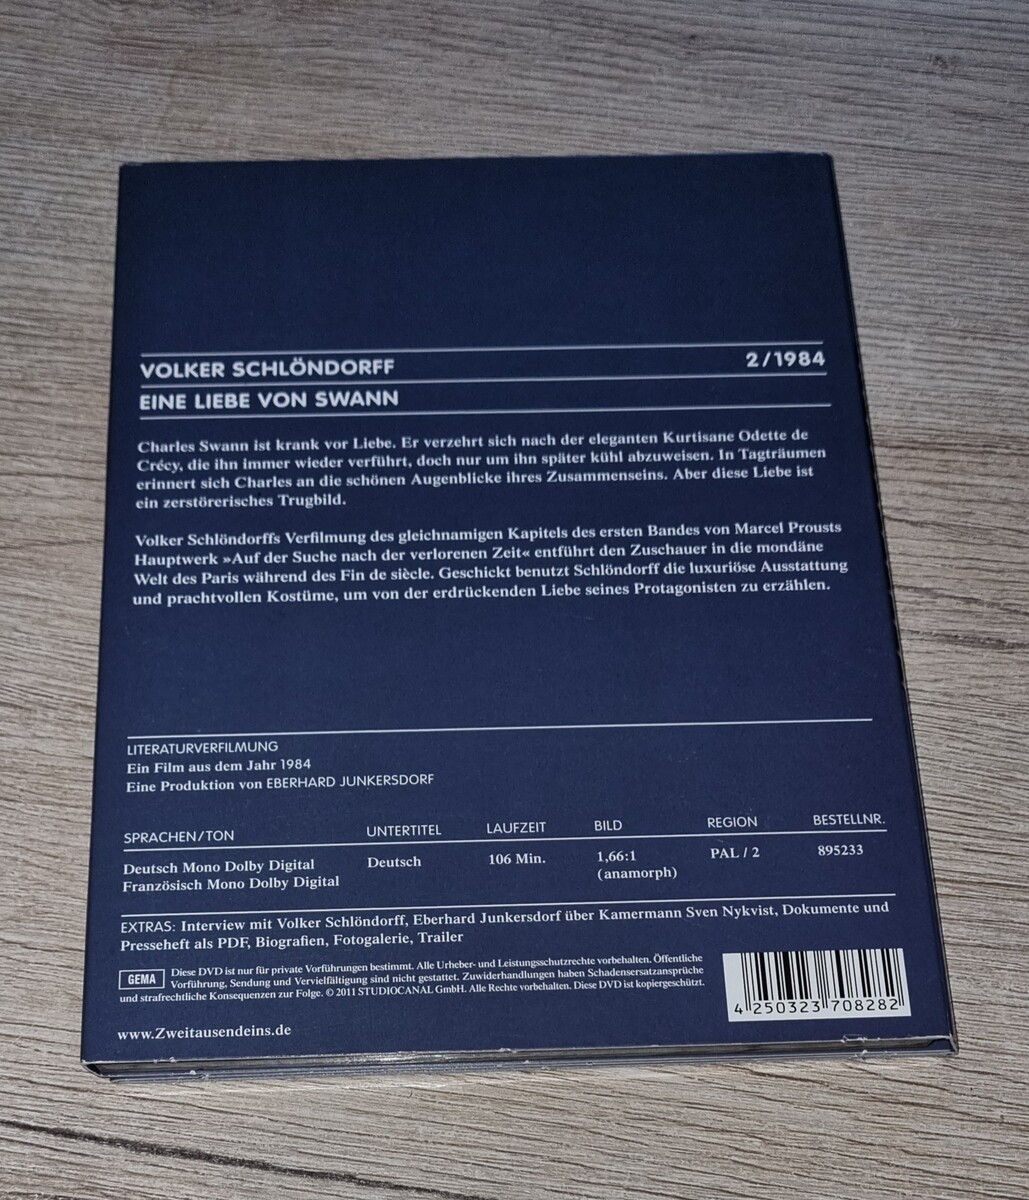 VOLKER SCHLÖNDORFF 2/1984
EINE LIEBE VON SWANN
Charles Swann ist krank vor Liebe. Er verzehrt sich nach der eleganten Kurtisane Odette de
Crécy, die ihn immer wieder verführt, doch nur um ihn später kühl abzuweisen. In Tagträumen
erinnert sich Charles an die schönen Augenblicke ihres Zusammenseins. Aber diese Liebe ist
ein zerstörerisches Trugbild.
Volker Schlöndorffs Verfilmung des gleichnamigen Kapitels des ersten Bandes von Marcel Prousts
Hauptwerk »Auf der Suche nach der verlorenen Zeit« entführt den Zuschauer in die mondäne
Welt des Paris während des Fin de siècle. Geschickt benutzt Schlöndorff die luxuriöse Ausstattung
und prachtvollen Kostüme, um von der erdrückenden Liebe seines Protagonisten zu erzählen.
LITERATURVERFILMUNG
Ein Film aus dem Jahr 1984
Eine Produktion von EBERHARD JUNKERSDORF
SPRACHEN/TON UNTERTITEL LAUFZEIT BILD REGION BESTELLNR.
Deutsch Mono Dolby Digital Deutsch 106 Min. 1,66:1 PAL / 2 895233
Französisch Mono Dolby Digital (anamorph)
EXTRAS: Interview mit Volker Schlöndorff, Eberhard Junkersdorf über Kamermann Sven Nykvist, Dokumente und
Presseheft als PDF, Biografien, Fotogalerie, Trailer
GEMA Diese DVD ist nur für private Vorführungen bestimmt. Alle Urheber- und Leistungsschutzrechte vorbehalten. Öffentliche
Vorführung, Sendung und Vervielfältigung sind nicht gestattet. Zuwiderhandlungen haben Schadensersatzansprüche
und strafrechtliche Konsequenzen zur Folge. © 2011 STUDIOCANAL GmbH. Alle Rechte vorbehalten. Diese DVD ist kopiergeschützt.
4 250323 708282
www.Zweitausendeins.de